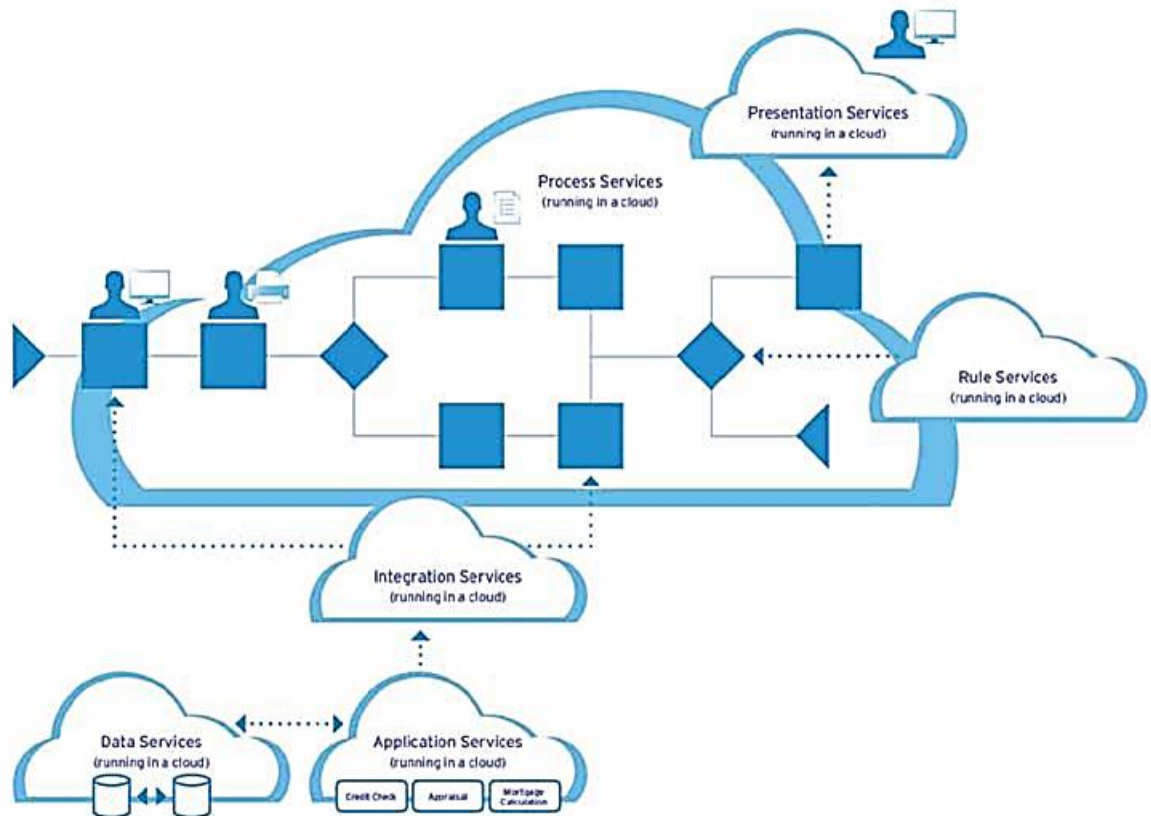 Presentation Services
(running in a cloud)
Process Services
(running in a cloud)
Rule Services
(running in a cloud)
Integration Services
(running in a cloud)
Data Services
(running in a cloud)
Application Services
(running in a cloud)
Credit Check
Appraisal
Mortgage
Calculation